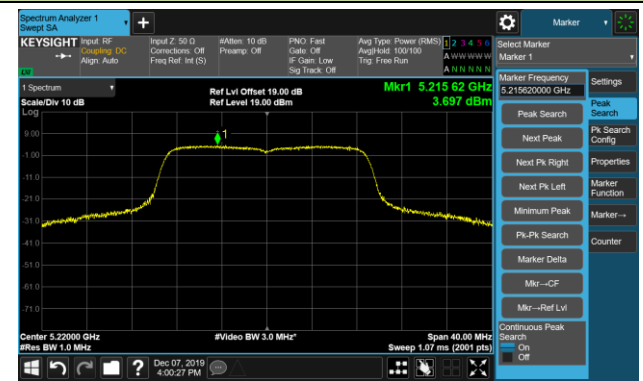 Spectrum Analyzer 1
Swept SA
Marker
KEYSIGHT
Input: RF
Coupling: DC
Align: Auto
Input Z: 50 Ω
Corrections: Off
Freq Ref: Int (S)
#Atten: 10 dB
Preamp: Off
PNO: Fast
Gate: Off
IF Gain: Low
Sig Track: Off
Avg Type: Power (RMS)
Avg|Hold: 100/100
Trig: Free Run
1 2 3 4 5 6
A W W W W W
A N N N N N
Select Marker
Marker 1
1 Spectrum
Scale/Div 10 dB
Log
Ref Lvl Offset 19.00 dB
Ref Level 19.00 dBm
Mkr1 5.215 62 GHz
3.697 dBm
9.00
-1.00
-11.0
-21.0
-31.0
-41.0
-51.0
-61.0
-71.0
1
Center 5.22000 GHz
#Res BW 1.0 MHz
#Video BW 3.0 MHz*
Span 40.00 MHz
Sweep 1.07 ms (2001 pts)
Marker Frequency
5.215620000 GHz
Peak Search
Next Peak
Next Pk Right
Next Pk Left
Minimum Peak
Pk-Pk Search
Marker Delta
Mkr→CF
Mkr→Ref Lvl
Continuous Peak
Search
On
Off
Settings
Peak
Search
Pk Search
Config
Properties
Marker
Function
Marker→
Counter
?
Dec 07, 2019
4:00:27 PM